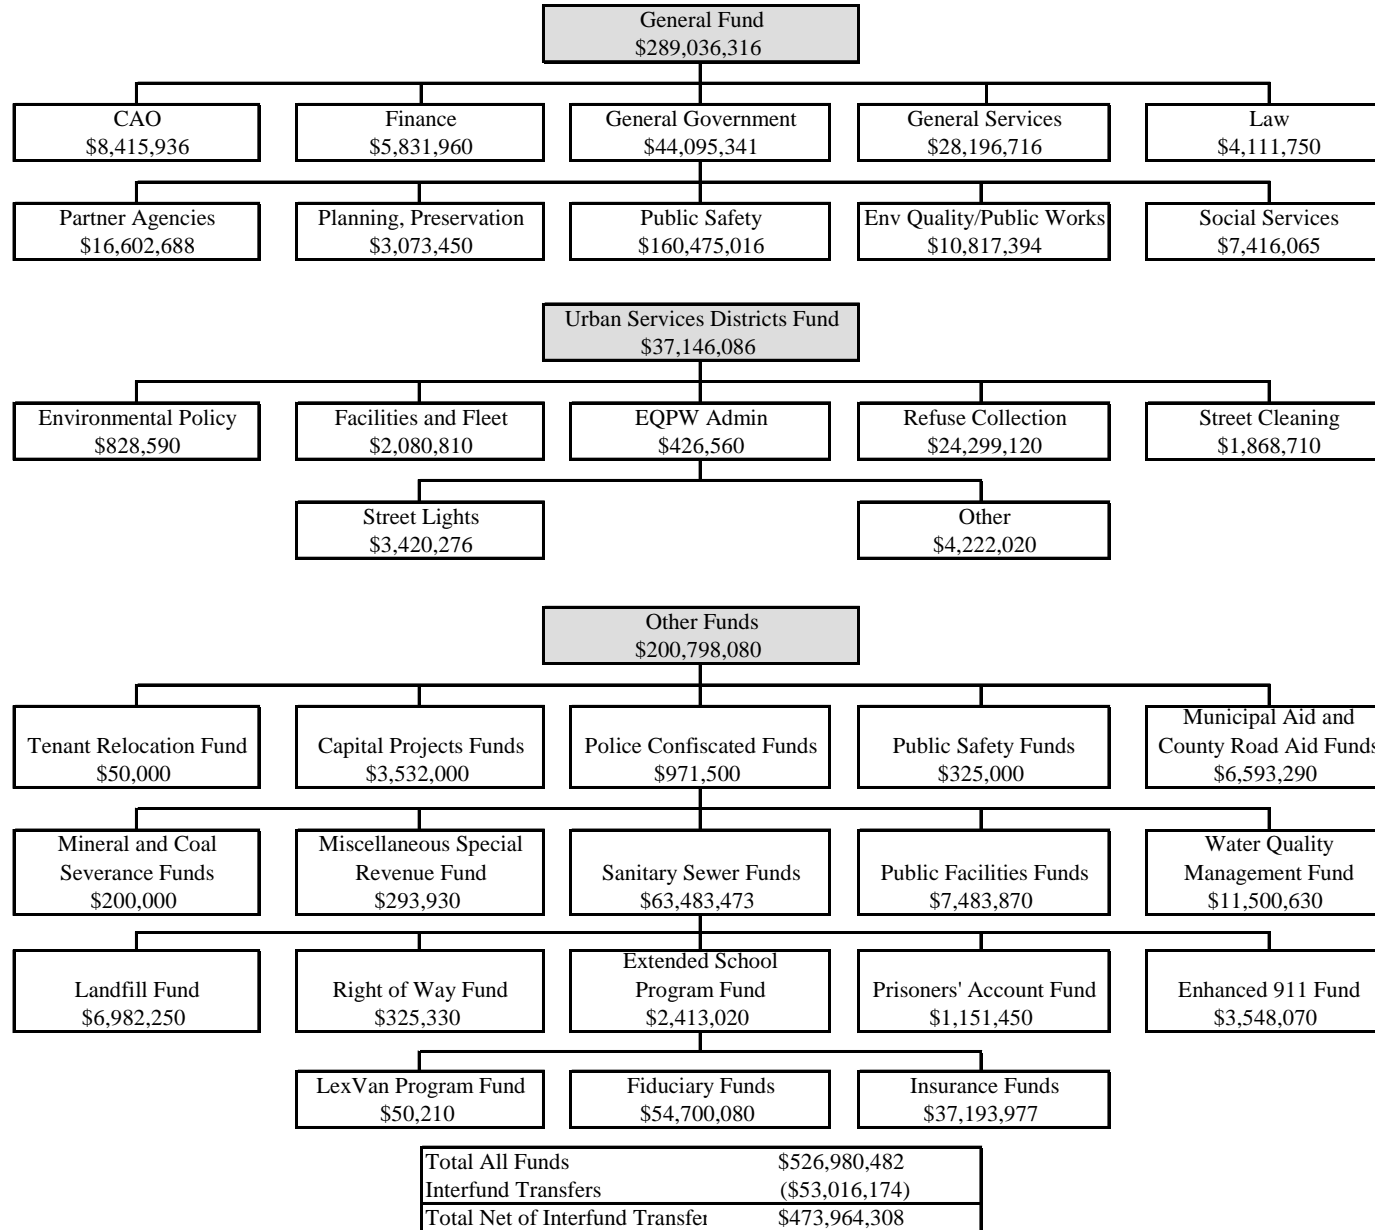 General Fund
$289,036,316
CAO
$8,415,936
Finance
$5,831,960
General Government
$44,095,341
General Services
$28,196,716
Law
$4,111,750
Partner Agencies
$16,602,688
Planning, Preservation
$3,073,450
Public Safety
$160,475,016
Env Quality/Public Works
$10,817,394
Social Services
$7,416,065
Urban Services Districts Fund
$37,146,086
Environmental Policy
$828,590
Facilities and Fleet
$2,080,810
EQPW Admin
$426,560
Refuse Collection
$24,299,120
Street Cleaning
$1,868,710
Street Lights
$3,420,276
Other
$4,222,020
Other Funds
$200,798,080
Tenant Relocation Fund
$50,000
Capital Projects Funds
$3,532,000
Police Confiscated Funds
$971,500
Public Safety Funds
$325,000
Municipal Aid and
County Road Aid Funds
$6,593,290
Mineral and Coal
Severance Funds
$200,000
Miscellaneous Special
Revenue Fund
$293,930
Sanitary Sewer Funds
$63,483,473
Public Facilities Funds
$7,483,870
Water Quality
Management Fund
$11,500,630
Landfill Fund
$6,982,250
Right of Way Fund
$325,330
Extended School
Program Fund
$2,413,020
Prisoners' Account Fund
$1,151,450
Enhanced 911 Fund
$3,548,070
LexVan Program Fund
$50,210
Fiduciary Funds
$54,700,080
Insurance Funds
$37,193,977
Total All Funds $526,980,482
Interfund Transfers ($53,016,174)
Total Net of Interfund Transfer $473,964,308